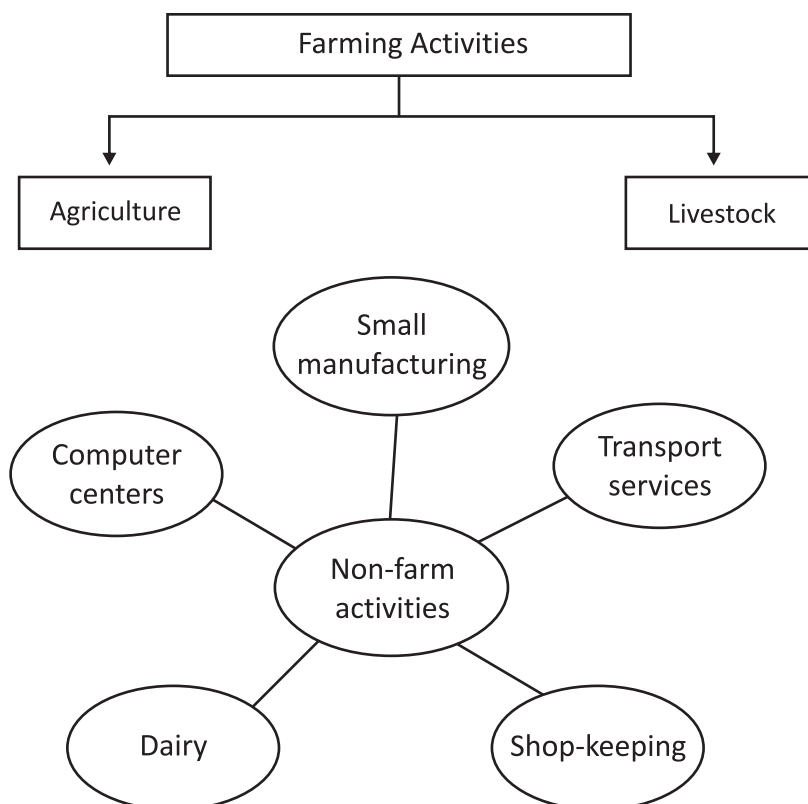 Farming Activities
Agriculture
Livestock
Small
manufacturing
Computer
centers
Transport
services
Non-farm
activities
Dairy
Shop-keeping